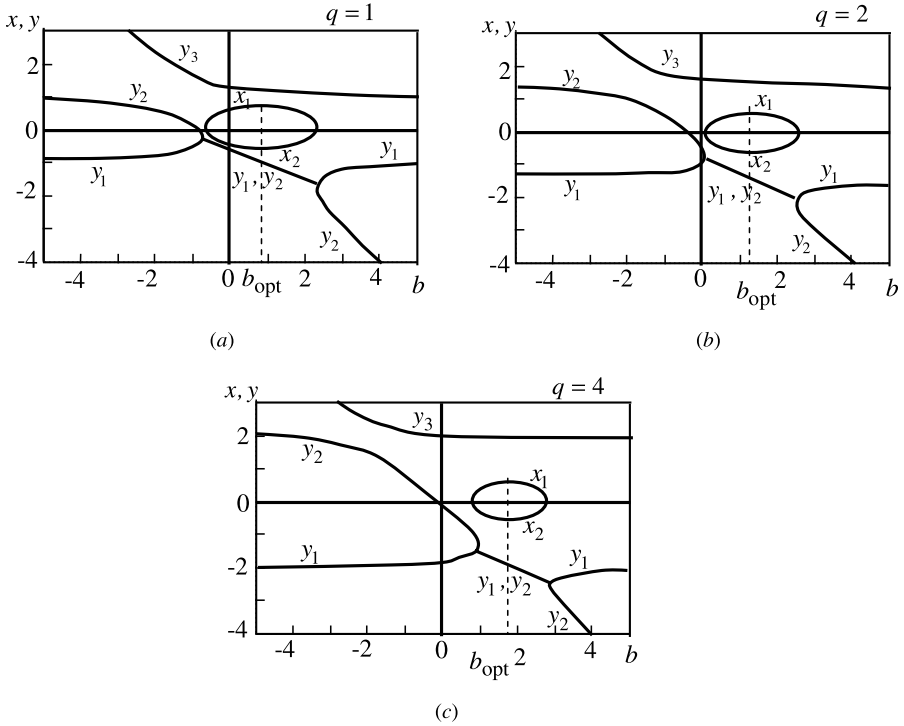 x, y
q = 1
2
0
-2
-4
y3
y2
x1
x2
y1
y1
y1, y2
y2
-4 -2 0 bopt 2 4 b
(a)
x, y
q = 2
2
0
-2
-4
y3
y2
x1
x2
y1
y1
y1, y2
y2
-4 -2 0 bopt 2 4 b
(b)
x, y
q = 4
2
0
-2
-4
y3
y2
x1
x2
y1
y1
y1, y2
y2
-4 -2 0 bopt 2 4 b
(c)